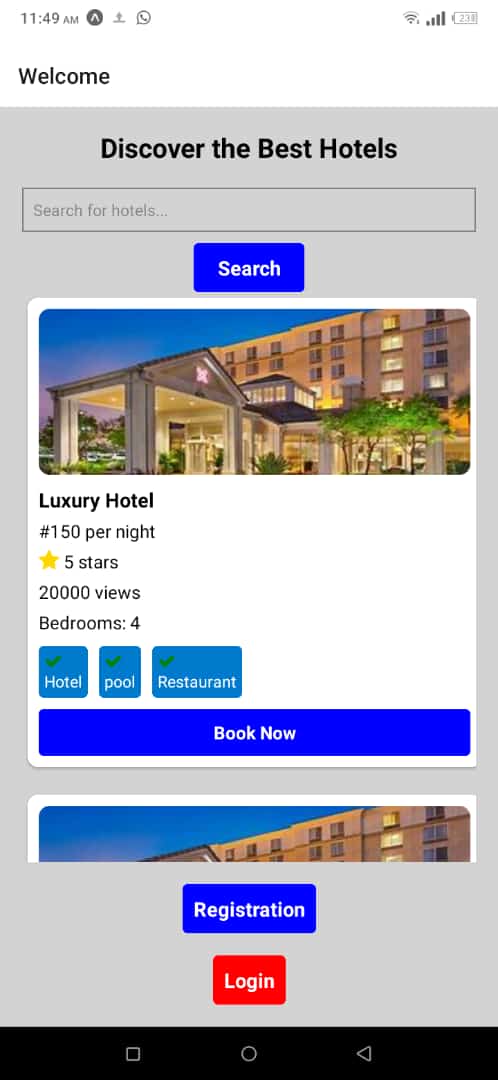 11:49 AM
23
Welcome
Discover the Best Hotels
Search for hotels...
Search
Luxury Hotel
#150 per night
5 stars
20000 views
Bedrooms: 4
Hotel pool Restaurant
Book Now
Registration
Login